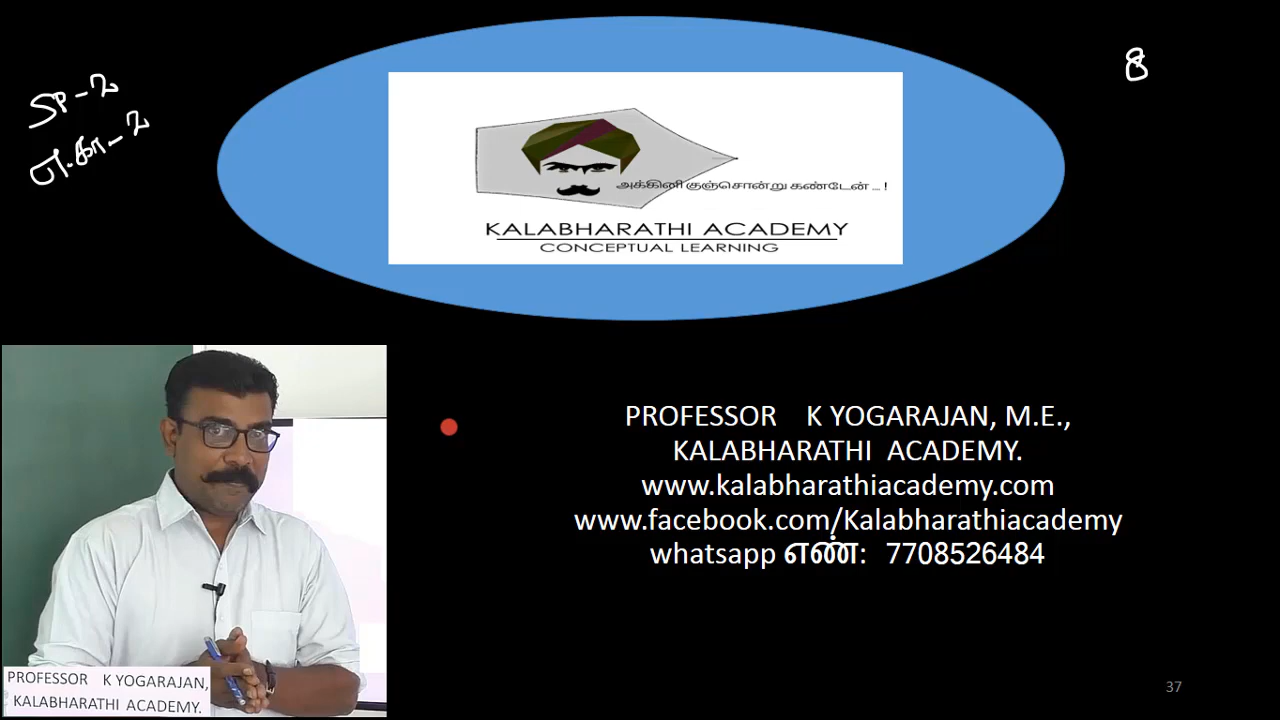 SP-2
எ.கா-2
8
அக்கினி குஞ்சொன்று கண்டேன் ... !
KALABHARATHI ACADEMY
CONCEPTUAL LEARNING
PROFESSOR K YOGARAJAN, M.E.,
KALABHARATHI ACADEMY.
www.kalabharathiacademy.com
www.facebook.com/Kalabharathiacademy
whatsapp எண்: 7708526484
PROFESSOR K YOGARAJAN,
KALABHARATHI ACADEMY.
37